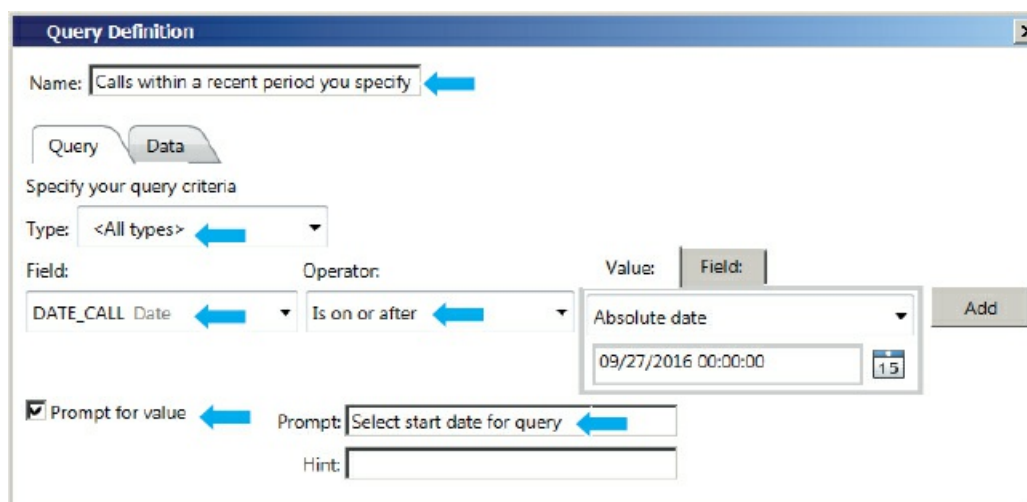 Query Definition
Name: Calls within a recent period you specify
Query Data
Specify your query criteria
Type: <All types>
Field: Operator: Value: Field:
DATE_CALL Date Is on or after Absolute date Add
09/27/2016 00:00:00 15
Prompt for value Prompt: Select start date for query
Hint: